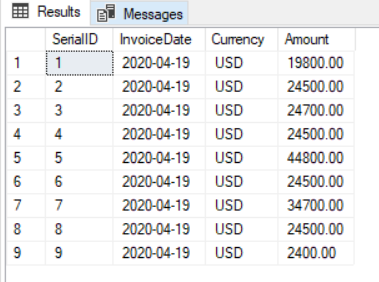 Results Messages
SerialID InvoiceDate Currency Amount
1 1 2020-04-19 USD 19800.00
2 2 2020-04-19 USD 24500.00
3 3 2020-04-19 USD 24700.00
4 4 2020-04-19 USD 24500.00
5 5 2020-04-19 USD 44800.00
6 6 2020-04-19 USD 24500.00
7 7 2020-04-19 USD 34700.00
8 8 2020-04-19 USD 24500.00
9 9 2020-04-19 USD 2400.00